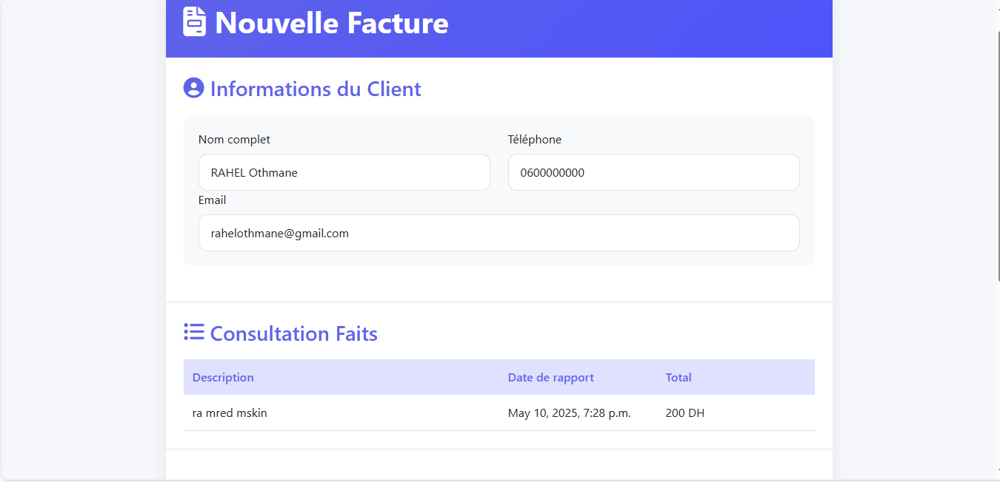 Nouvelle Facture
Informations du Client
Nom complet Téléphone
RAHEL Othmane 0600000000
Email
rahelothmane@gmail.com
Consultation Faits
Description Date de rapport Total
ra mred mskin May 10, 2025, 7:28 p.m. 200 DH